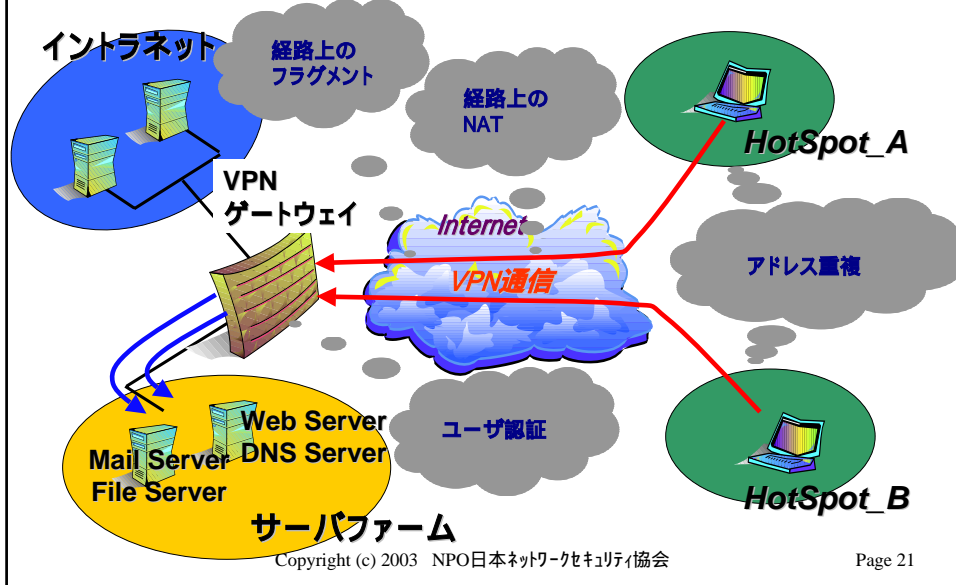 イントラネット
経路上の
フラグメント
経路上の
NAT
HotSpot_A
VPN
ゲートウェイ
Internet
VPN通信
アドレス重複
ユーザ認証
Web Server
DNS Server
Mail Server
File Server
HotSpot_B
サーバファーム
Copyright (c) 2003 NPO日本ネットワークセキュリティ協会 Page 21